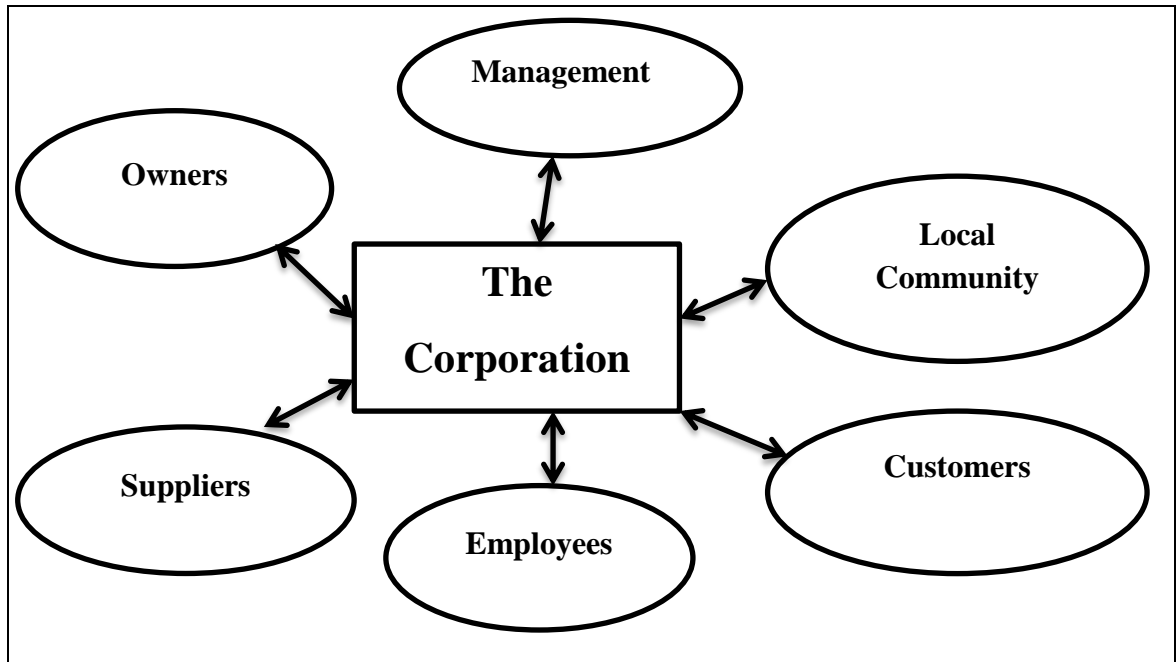 Management
Owners
Local
Community
The
Corporation
Suppliers
Customers
Employees